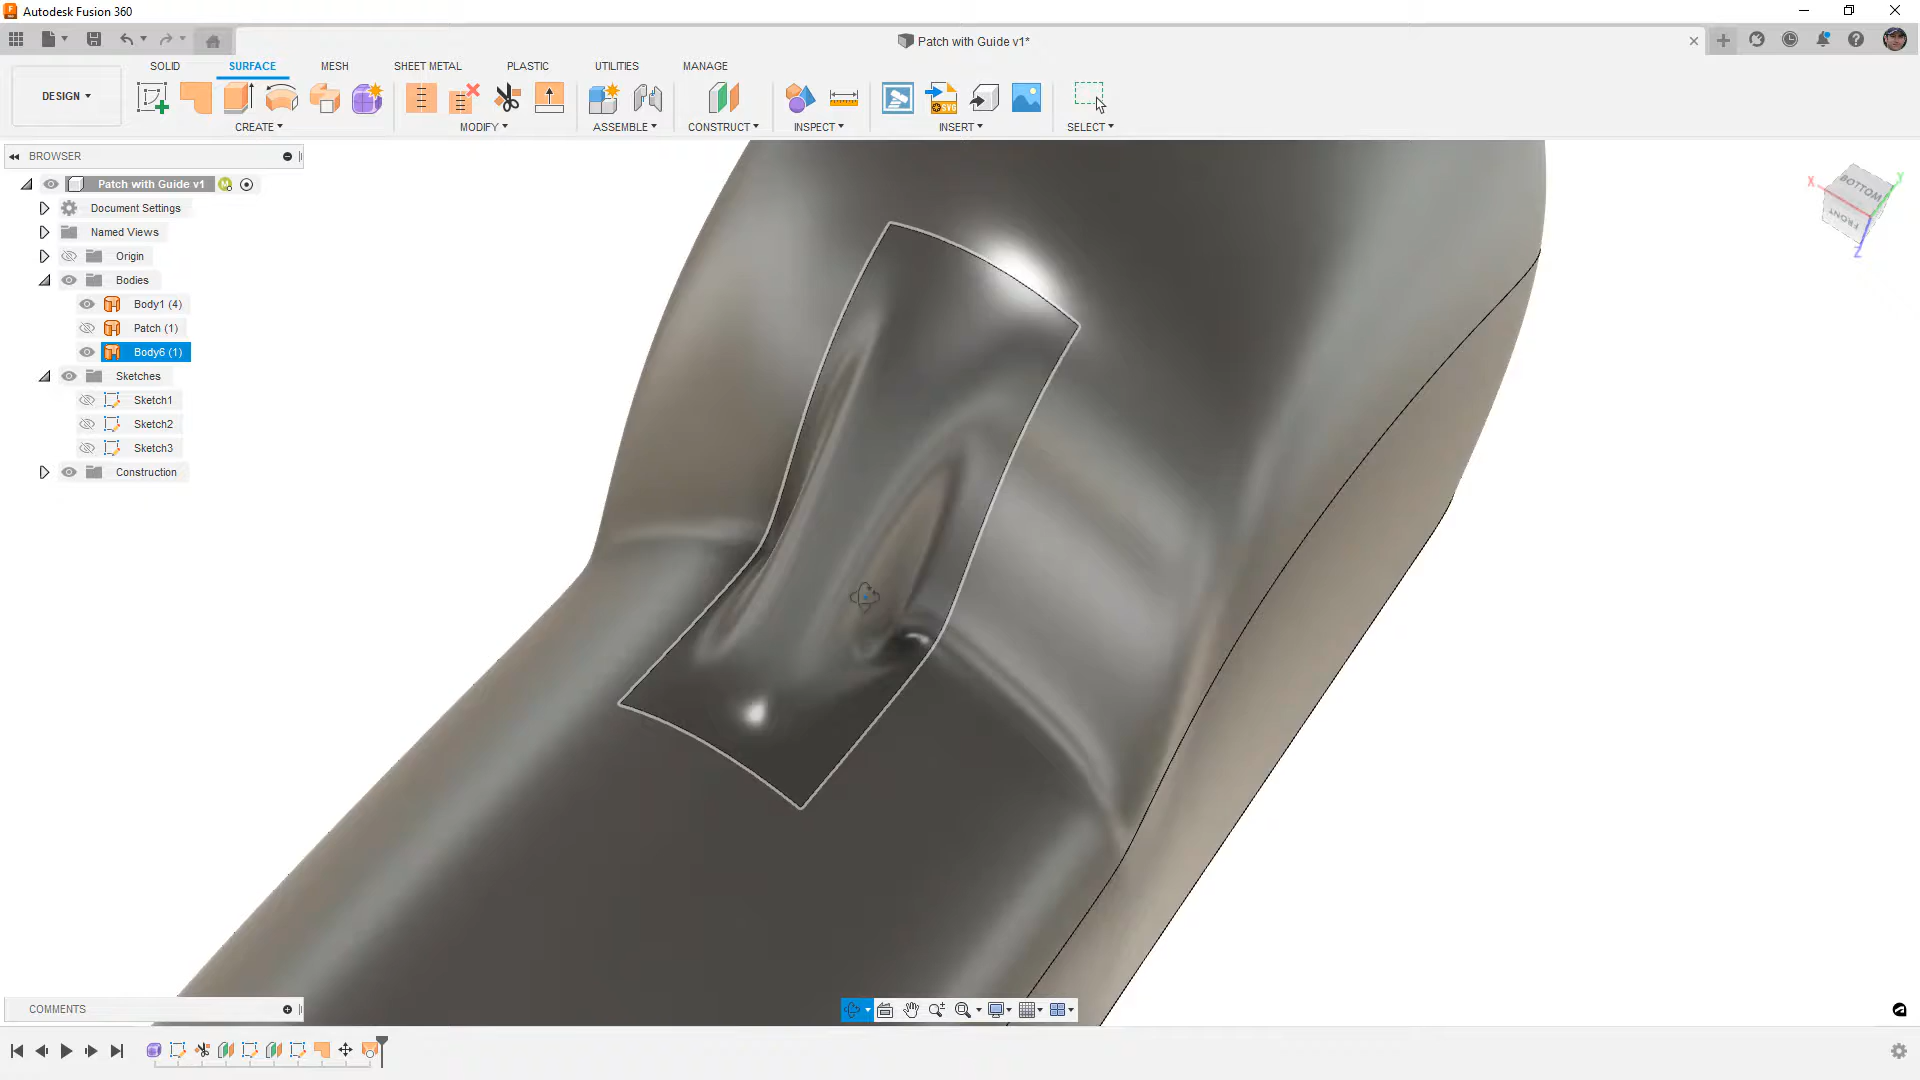 Autodesk Fusion 360
Patch with Guide v1*
SOLID SURFACE MESH SHEET METAL PLASTIC UTILITIES MANAGE
DESIGN
SVG
CREATE MODIFY ASSEMBLE CONSTRUCT INSPECT INSERT SELECT
BROWSER
Patch with Guide v1
Document Settings
Named Views
Origin
Bodies
Body1 (4)
Patch (1)
Body6 (1)
Sketches
Sketch1
Sketch2
Sketch3
Construction
X
Y
BOTTOM
FRONT
Z
COMMENTS